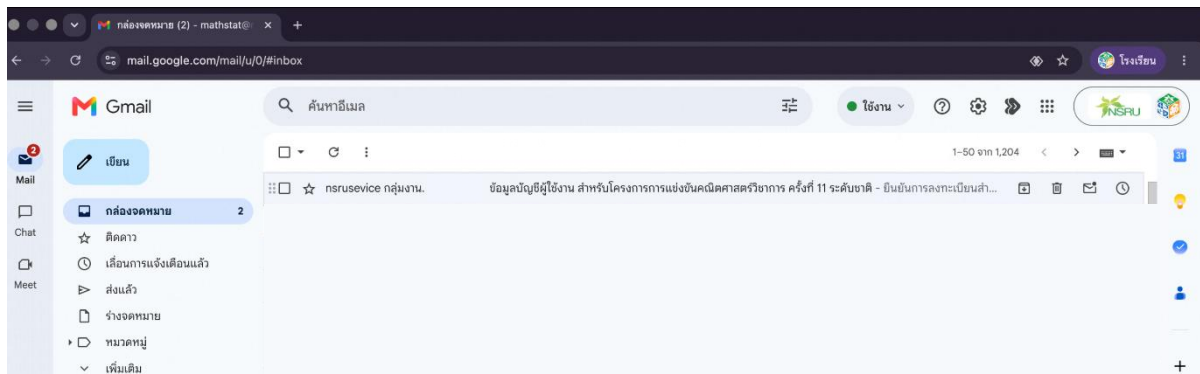 กล่องจดหมาย (2) - mathstat@
mail.google.com/mail/u/0/#inbox
โรงเรียน
Gmail
ค้นหาอีเมล
ใช้งาน
NSRU
2
Mail
Chat
Meet
เขียน
กล่องจดหมาย 2
ติดดาว
เลื่อนการแจ้งเตือนแล้ว
ส่งแล้ว
ร่างจดหมาย
หมวดหมู่
เพิ่มเติม
1–50 จาก 1,204
nsrusevice กลุ่มงาน. ข้อมูลบัญชีผู้ใช้งาน สำหรับโครงการการแข่งขันคณิตศาสตร์วิชาการ ครั้งที่ 11 ระดับชาติ - ยืนยันการลงทะเบียนสำ...
31